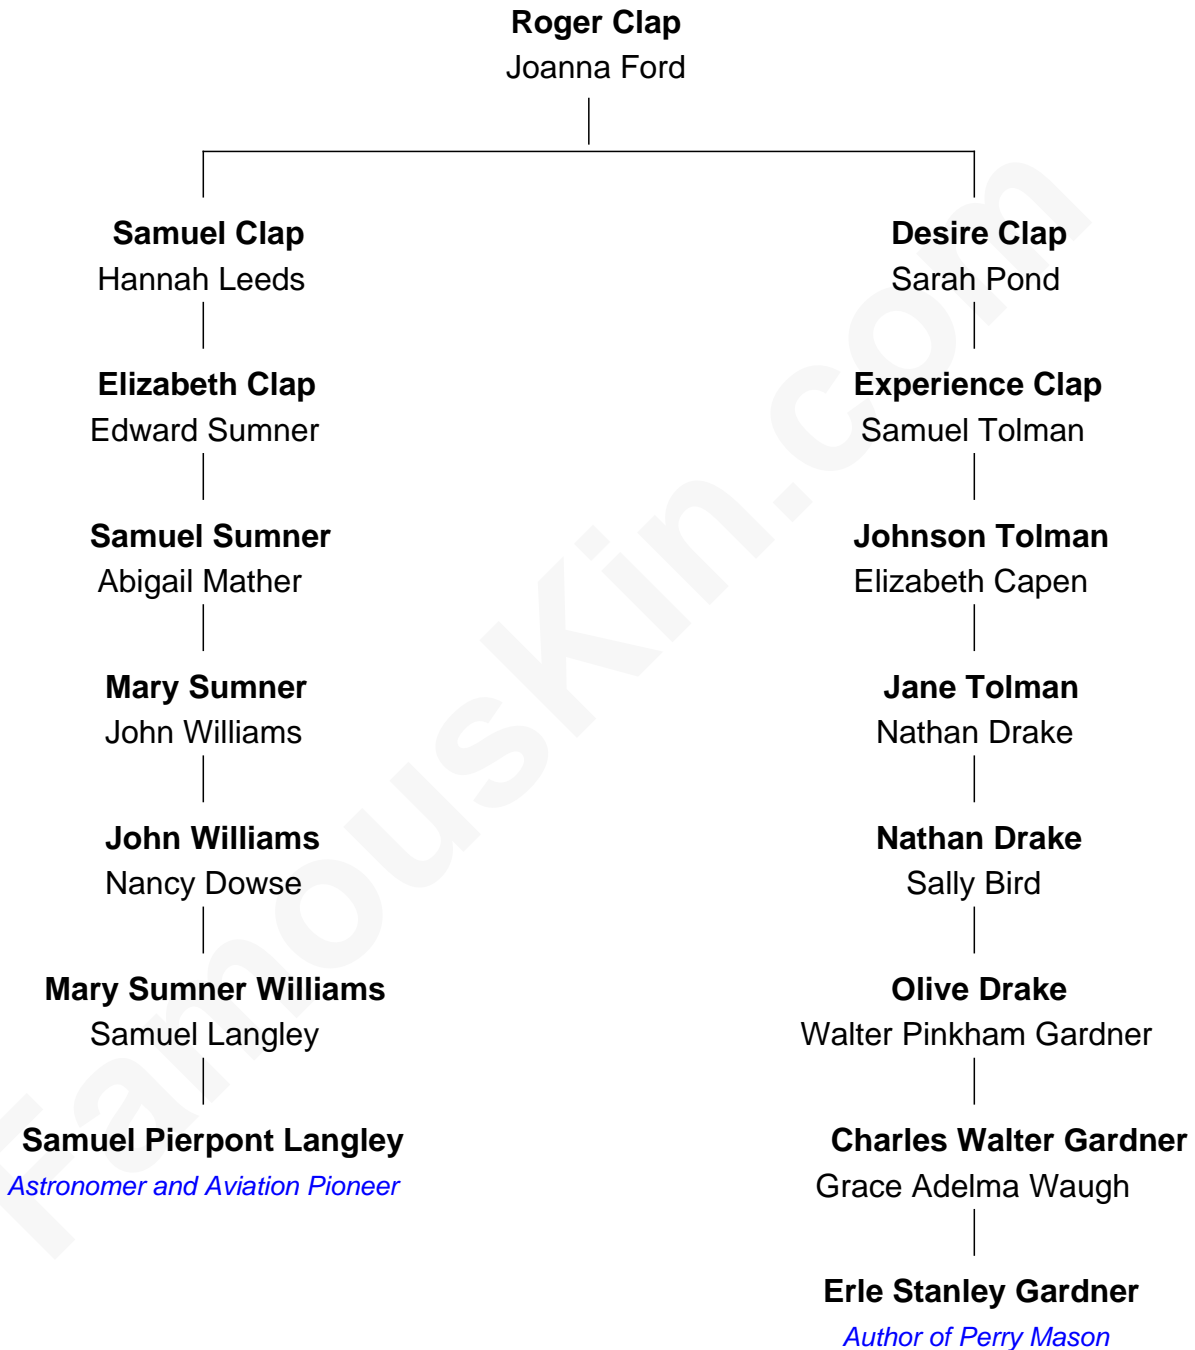 Roger Clap
Joanna Ford
Samuel Clap
Hannah Leeds
Elizabeth Clap
Edward Sumner
Samuel Sumner
Abigail Mather
Mary Sumner
John Williams
John Williams
Nancy Dowse
Mary Sumner Williams
Samuel Langley
Samuel Pierpont Langley
Astronomer and Aviation Pioneer
Desire Clap
Sarah Pond
Experience Clap
Samuel Tolman
Johnson Tolman
Elizabeth Capen
Jane Tolman
Nathan Drake
Nathan Drake
Sally Bird
Olive Drake
Walter Pinkham Gardner
Charles Walter Gardner
Grace Adelma Waugh
Erle Stanley Gardner
Author of Perry Mason
FamousKin.com